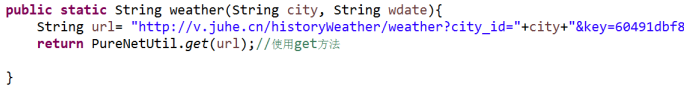 public static String weather(String city, String wdate){
String url= "http://v.juhe.cn/historyWeather/weather?city_id="+city+"&key=60491dbf8
return PureNetUtil.get(url);//使用get方法
}